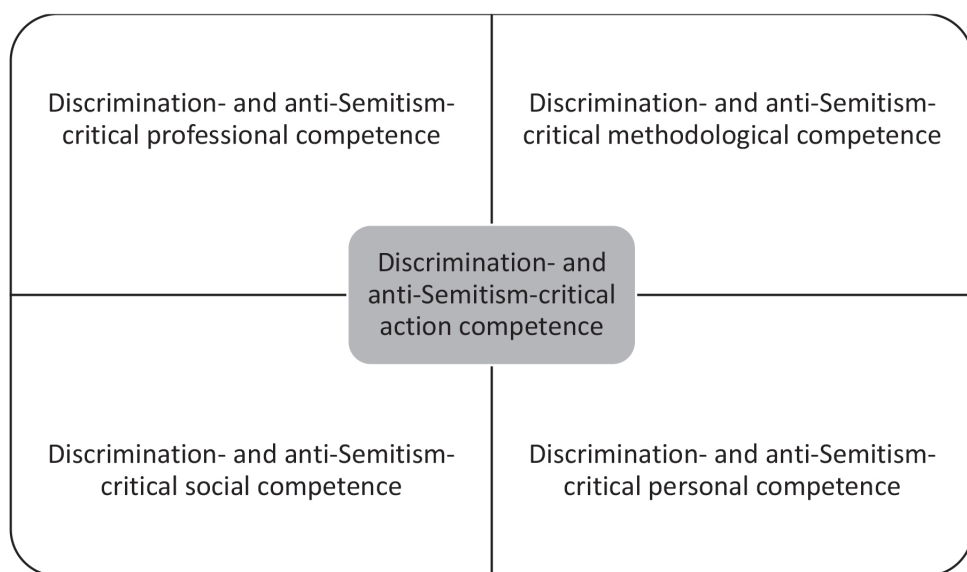 Discrimination- and anti-Semitism-
critical professional competence
Discrimination- and anti-Semitism-
critical methodological competence
Discrimination- and
anti-Semitism-critical
action competence
Discrimination- and anti-Semitism-
critical social competence
Discrimination- and anti-Semitism-
critical personal competence